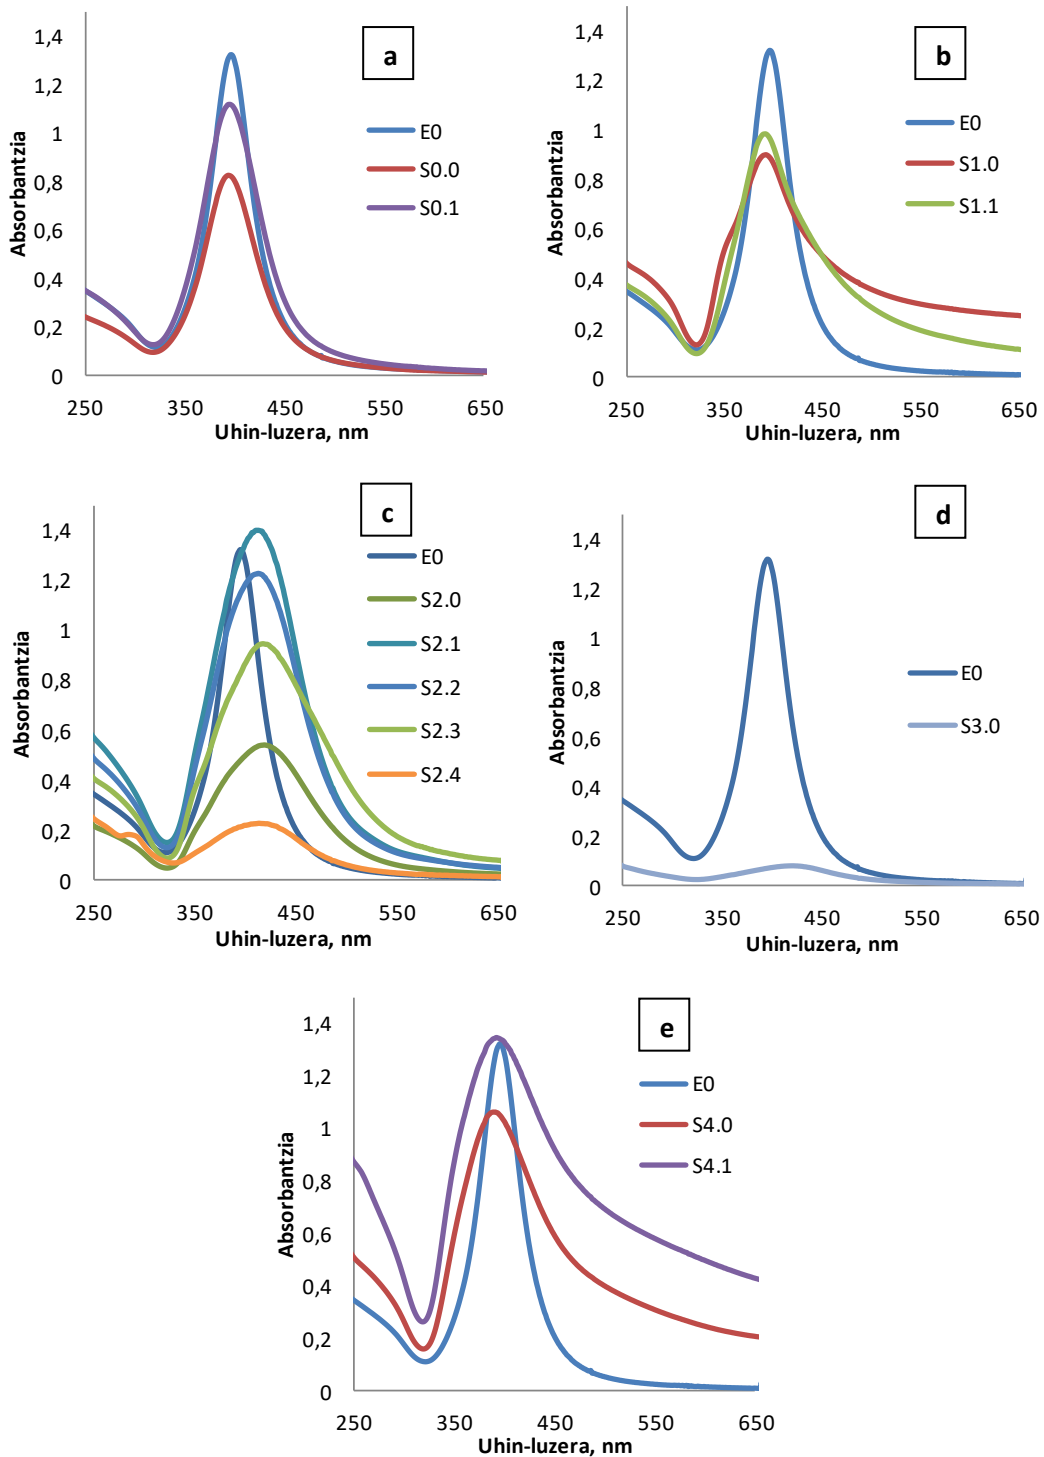 a
Absorbantzia
1,4
1,2
1
0,8
0,6
0,4
0,2
0
250 350 450 550 650
Uhin-luzera, nm
E0
S0.0
S0.1
b
Absorbantzia
1,4
1,2
1
0,8
0,6
0,4
0,2
0
250 350 450 550 650
Uhin-luzera, nm
E0
S1.0
S1.1
c
Absorbantzia
1,4
1,2
1
0,8
0,6
0,4
0,2
0
250 350 450 550 650
Uhin-luzera, nm
E0
S2.0
S2.1
S2.2
S2.3
S2.4
d
Absorbantzia
1,4
1,2
1
0,8
0,6
0,4
0,2
0
250 350 450 550 650
Uhin-luzera, nm
E0
S3.0
e
Absorbantzia
1,4
1,2
1
0,8
0,6
0,4
0,2
0
250 350 450 550 650
Uhin-luzera, nm
E0
S4.0
S4.1